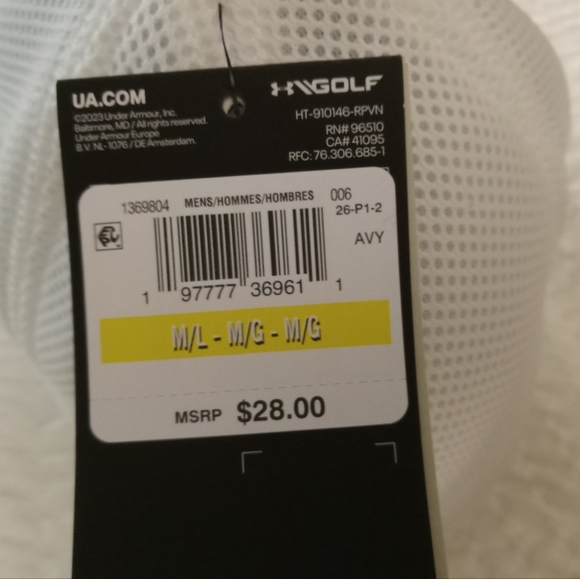 UA.COM
©2023 Under Armour, Inc.
Baltimore, MD / All rights reserved.
Under Armour Europe
B.V. NL- 1076 / DE Amsterdam.
GOLF
HT-910146-RPVN
RN# 96510
CA# 41095
RFC: 76.306.685-1
1369804 MENS/HOMMES/HOMBRES 006
26-P1-2
AVY
1 97777 36961 1
M/L - M/G - M/G
MSRP $28.00